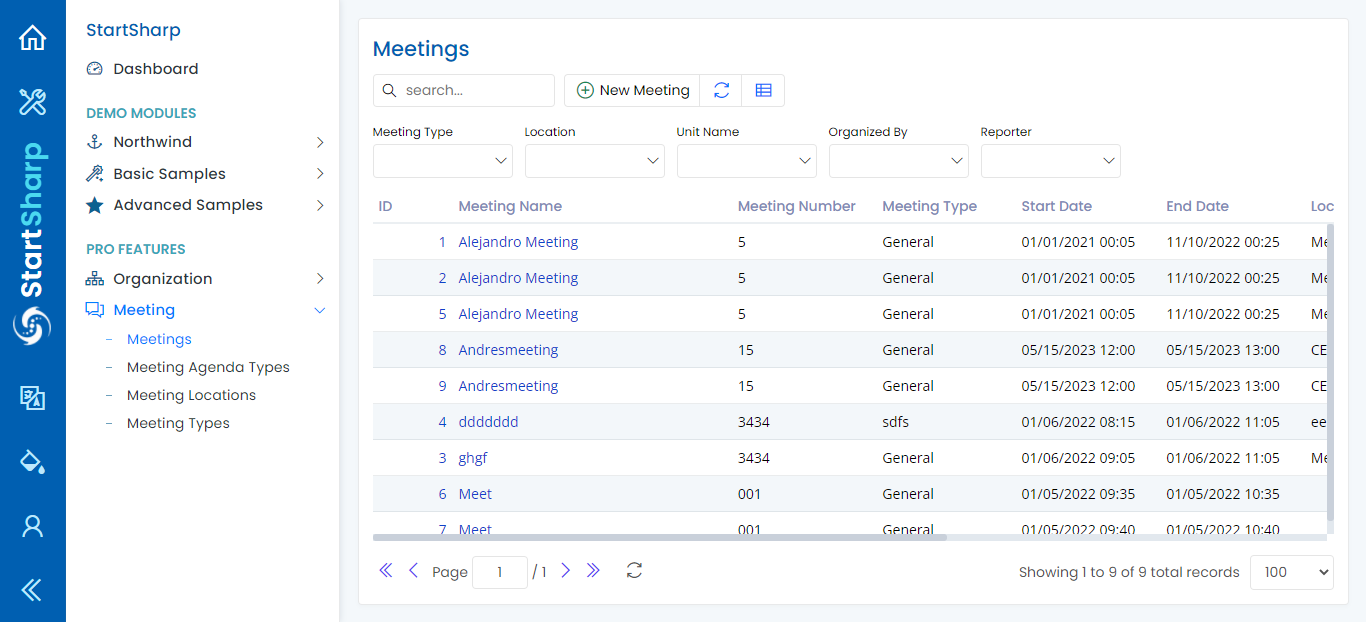 StartSharp
StartSharp
Dashboard
DEMO MODULES
Northwind
Basic Samples
Advanced Samples
PRO FEATURES
Organization
Meeting
Meetings
Meeting Agenda Types
Meeting Locations
Meeting Types
Meetings
search...
New Meeting
Meeting Type Location Unit Name Organized By Reporter
ID Meeting Name Meeting Number Meeting Type Start Date End Date Loc
1 Alejandro Meeting 5 General 01/01/2021 00:05 11/10/2022 00:25 Me
2 Alejandro Meeting 5 General 01/01/2021 00:05 11/10/2022 00:25 Me
5 Alejandro Meeting 5 General 01/01/2021 00:05 11/10/2022 00:25 Me
8 Andresmeeting 15 General 05/15/2023 12:00 05/15/2023 13:00 CE
9 Andresmeeting 15 General 05/15/2023 12:00 05/15/2023 13:00 CE
4 ddddddd 3434 sdfs 01/06/2022 08:15 01/06/2022 11:05 ee
3 ghgf 3434 General 01/06/2022 09:05 01/06/2022 11:05 Me
6 Meet 001 General 01/05/2022 09:35 01/05/2022 10:35
7 Meet 001 General 01/05/2022 09:40 01/05/2022 10:40
Page 1 / 1 Showing 1 to 9 of 9 total records 100